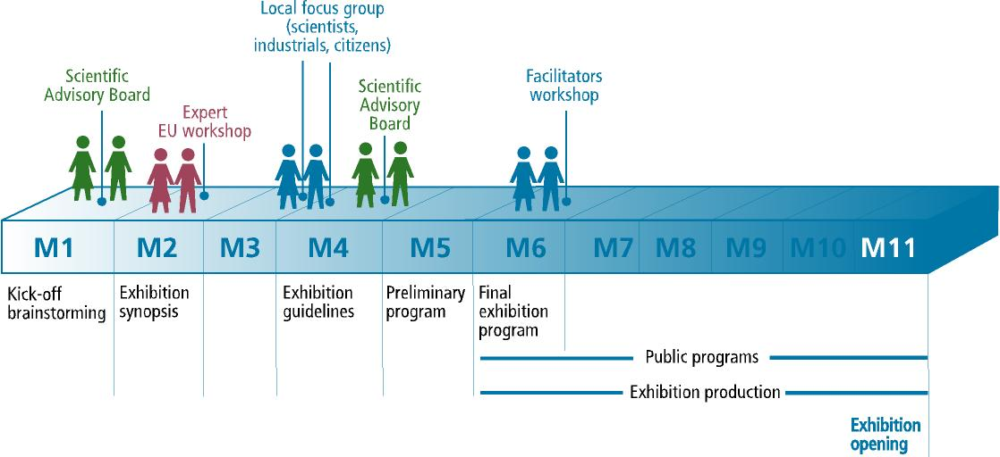 Local focus group
(scientists,
industrials, citizens)
Scientific
Advisory Board
Expert
EU workshop
Scientific
Advisory
Board
Facilitators
workshop
M1
M2
M3
M4
M5
M6
M7
M8
M9
M10
M11
Kick-off
brainstorming
Exhibition
synopsis
Exhibition
guidelines
Preliminary
program
Final
exhibition
program
Public programs
Exhibition production
Exhibition
opening